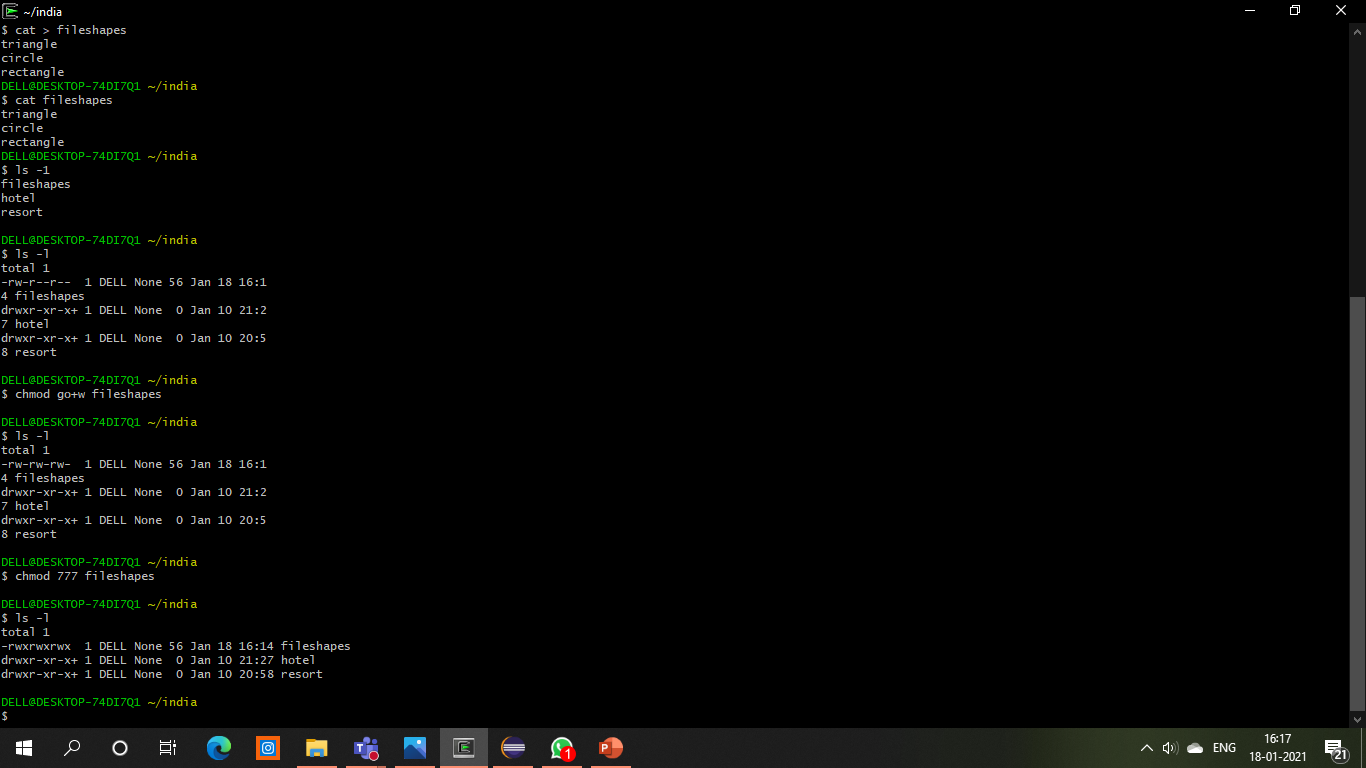 ~/india
$ cat > fileshapes
triangle
circle
rectangle
DELL@DESKTOP-74DI7Q1 ~/india
$ cat fileshapes
triangle
circle
rectangle
DELL@DESKTOP-74DI7Q1 ~/india
$ ls -1
fileshapes
hotel
resort
DELL@DESKTOP-74DI7Q1 ~/india
$ ls -l
total 1
-rw-r--r--  1 DELL None 56 Jan 18 16:1
4 fileshapes
drwxr-xr-x+ 1 DELL None  0 Jan 10 21:2
7 hotel
drwxr-xr-x+ 1 DELL None  0 Jan 10 20:5
8 resort
DELL@DESKTOP-74DI7Q1 ~/india
$ chmod go+w fileshapes
DELL@DESKTOP-74DI7Q1 ~/india
$ ls -l
total 1
-rw-rw-rw-  1 DELL None 56 Jan 18 16:1
4 fileshapes
drwxr-xr-x+ 1 DELL None  0 Jan 10 21:2
7 hotel
drwxr-xr-x+ 1 DELL None  0 Jan 10 20:5
8 resort
DELL@DESKTOP-74DI7Q1 ~/india
$ chmod 777 fileshapes
DELL@DESKTOP-74DI7Q1 ~/india
$ ls -l
total 1
-rwxrwxrwx  1 DELL None 56 Jan 18 16:14 fileshapes
drwxr-xr-x+ 1 DELL None  0 Jan 10 21:27 hotel
drwxr-xr-x+ 1 DELL None  0 Jan 10 20:58 resort
DELL@DESKTOP-74DI7Q1 ~/india
$
1
ENG
16:17
18-01-2021
21